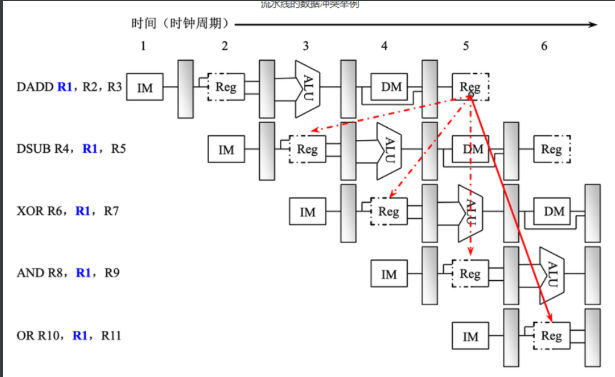 流水线的数据冲突举例
时间（时钟周期）
1 2 3 4 5 6
DADD R1，R2，R3 IM Reg ALU DM Reg
DSUB R4，R1，R5 IM Reg ALU DM Reg
XOR R6，R1，R7 IM Reg ALU DM
AND R8，R1，R9 IM Reg ALU
OR R10，R1，R11 IM Reg